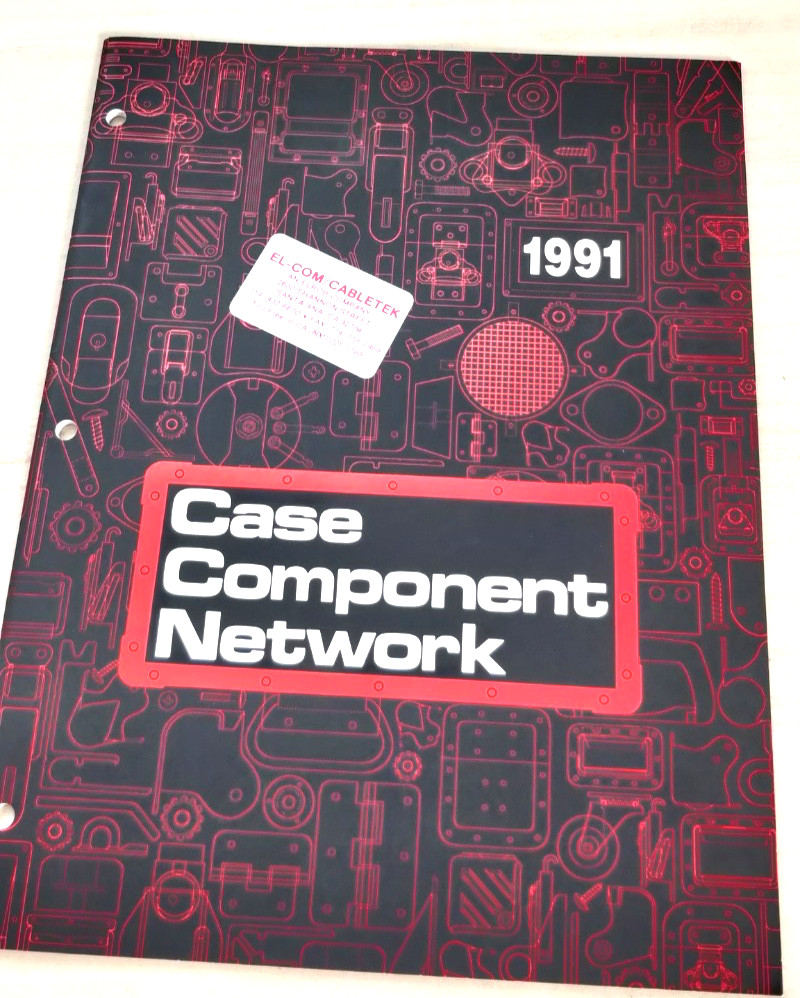 1991
EL-COM CABLETEK
Case
Component
Network